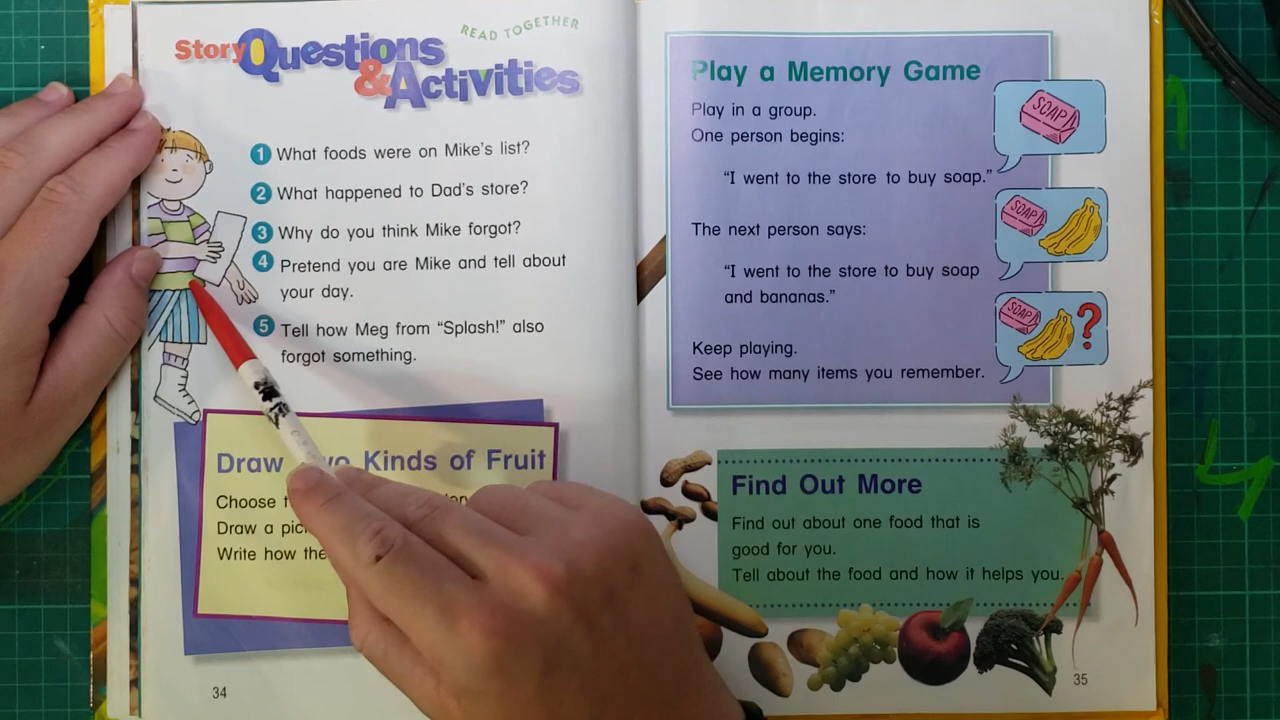 READ TOGETHER
Story Questions
& Activities
1 What foods were on Mike's list?
2 What happened to Dad's store?
3 Why do you think Mike forgot?
4 Pretend you are Mike and tell about
your day.
5 Tell how Meg from "Splash!" also
forgot something.
Draw Kinds of Fruit
Choose
Draw a
Write how
34
Play a Memory Game
Play in a group.
One person begins:
"I went to the store to buy soap."
The next person says:
"I went to the store to buy soap
and bananas."
Keep playing.
See how many items you remember.
SOAP
SOAP
SOAP
?
Find Out More
Find out about one food that is
good for you.
Tell about the food and how it helps you.
35